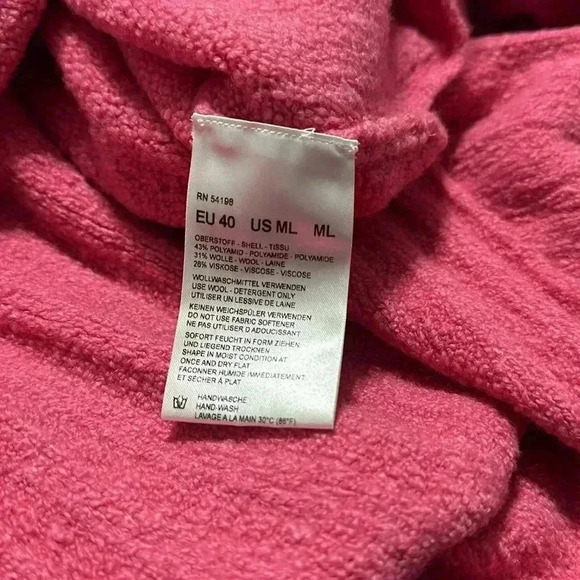 RN 54198
EU 40 US ML ML
OBERSTOFF - SHELL - TISSU
43% POLYAMID - POLYAMIDE - POLYAMIDE
31% WOLLE - WOOL - LAINE
26% VISKOSE - VISCOSE - VISCOSE
WOLLWASCHMITTEL VERWENDEN
USE WOOL - DETERGENT ONLY
UTILISER UN LESSIVE DE LAINE
KEINEN WEICHSPÜLER VERWENDEN
DO NOT USE FABRIC SOFTENER
NE PAS UTILISER D'ADOUCISSANT
SOFORT FEUCHT IN FORM ZIEHEN
UND LIEGEND TROCKNEN
SHAPE IN MOIST CONDITION AT
ONCE AND DRY FLAT
FACONNER HUMIDE IMMEDIATEMENT
ET SÉCHER À PLAT
HANDWÄSCHE
HAND-WASH
LAVAGE A LA MAIN 30°C (86°F)